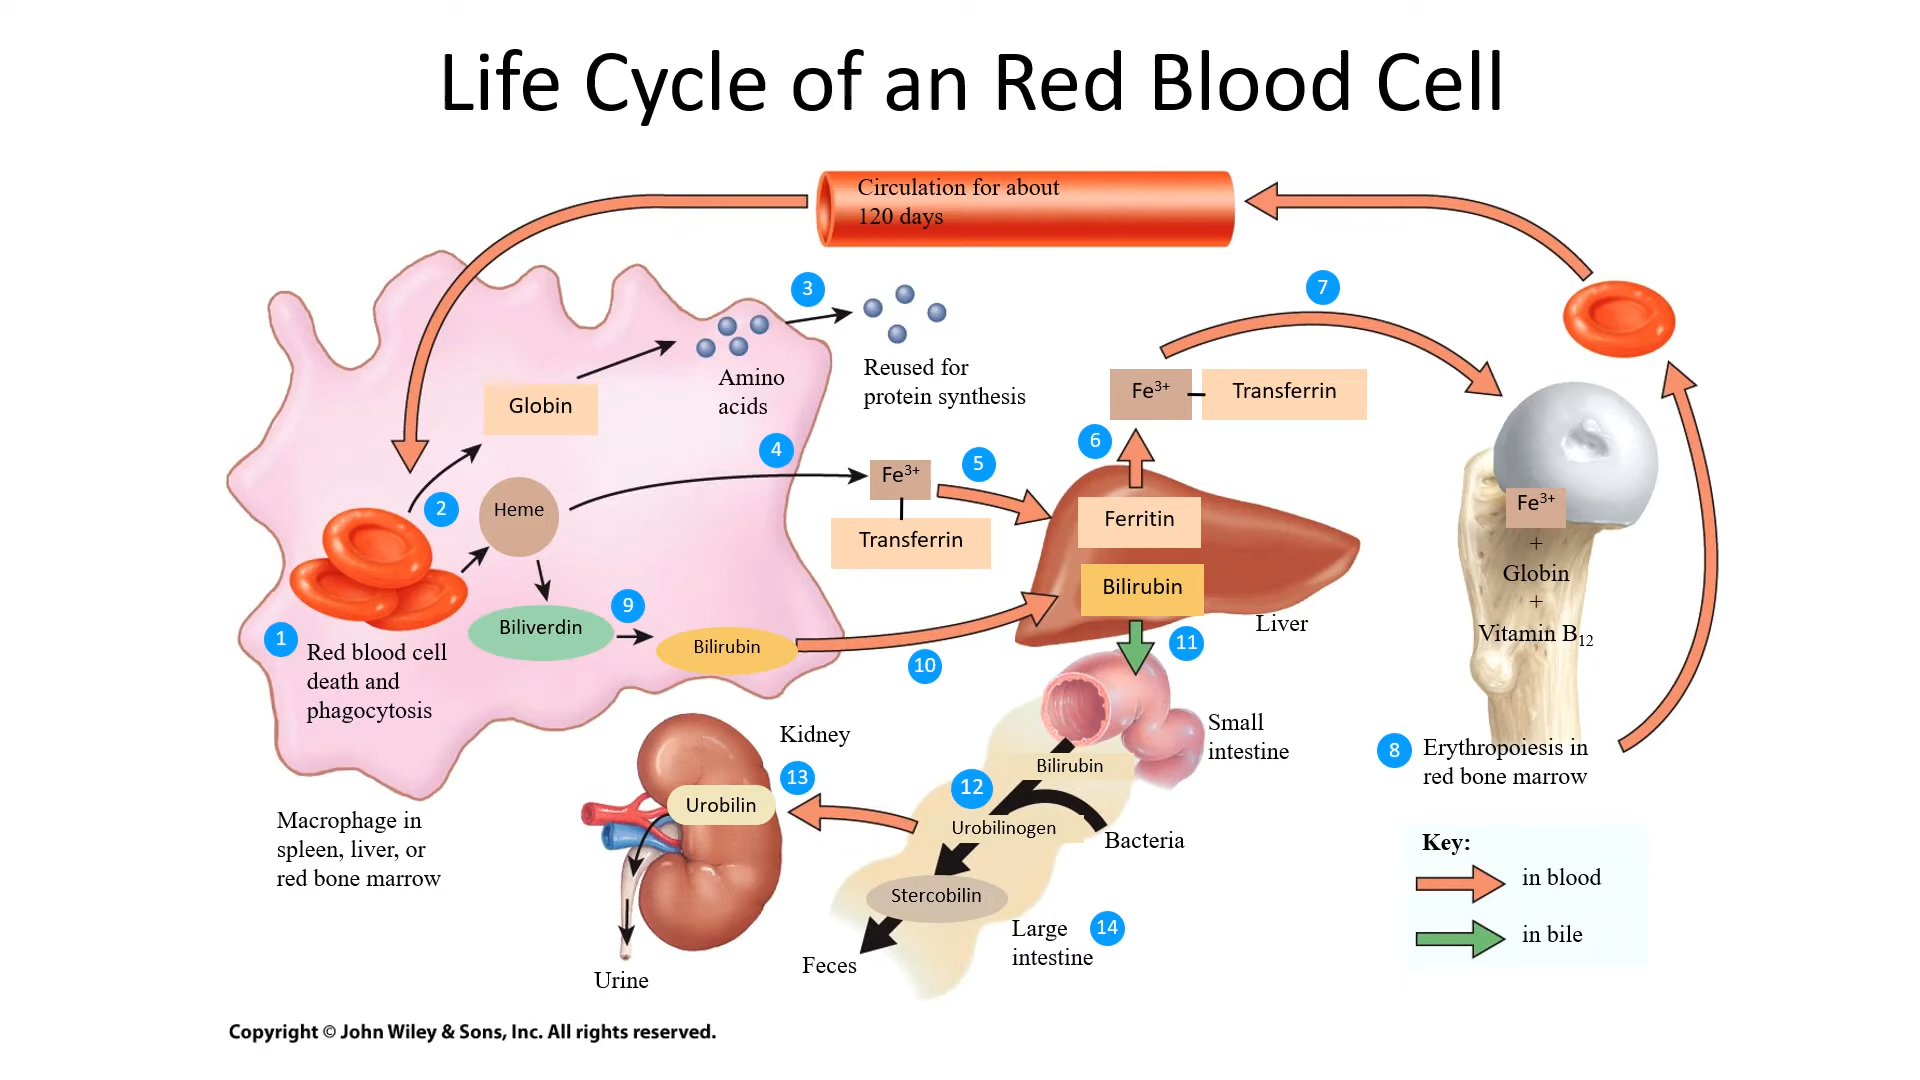 Life Cycle of an Red Blood Cell
Circulation for about
120 days
3
7
Reused for
protein synthesis
Amino
acids
Globin
Fe³⁺
Transferrin
4
6
5
2
Heme
Fe³⁺
Transferrin
Ferritin
Bilirubin
Liver
Fe³⁺
+
Globin
+
Vitamin B₁₂
1
Red blood cell
death and
phagocytosis
Biliverdin
9
Bilirubin
10
11
Small
intestine
8
Erythropoiesis in
red bone marrow
Kidney
13
Urobilin
12
Bilirubin
Urobilinogen
Bacteria
Stercobilin
Large
intestine
14
Feces
Urine
Macrophage in
spleen, liver, or
red bone marrow
Key:
in blood
in bile
Copyright © John Wiley & Sons, Inc. All rights reserved.